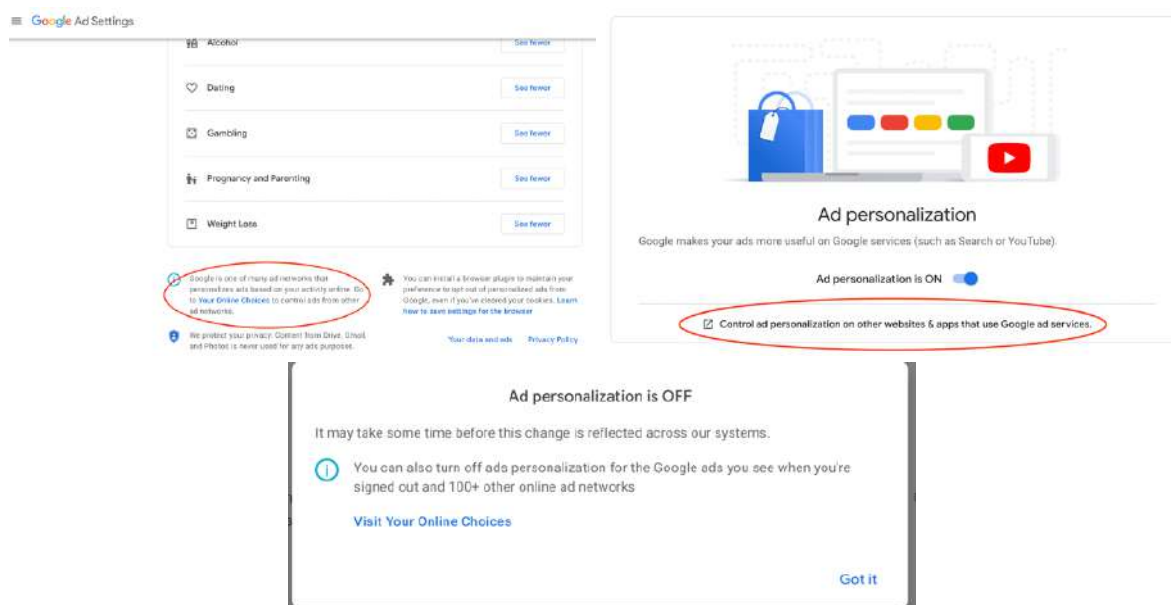 Google Ad Settings
Alcohol
See fewer
Dating
See fewer
Gambling
See fewer
Pregnancy and Parenting
See fewer
Weight Loss
See fewer
Google is one of many ad networks that
personalizes ads based on your activity online. Go
to Your Online Choices to control ads from other
ad networks.
You can install a browser plugin to maintain your
preference to opt out of personalized ads from
Google, even if you've cleared your cookies. Learn
how to save settings for the browser
We protect your privacy. Content from Drive, Gmail,
and Photos is never used for any ads purposes.
Your data and ads Privacy Policy
Ad personalization
Google makes your ads more useful on Google services (such as Search or YouTube).
Ad personalization is ON
Control ad personalization on other websites & apps that use Google ad services.
Ad personalization is OFF
It may take some time before this change is reflected across our systems.
You can also turn off ads personalization for the Google ads you see when you're
signed out and 100+ other online ad networks
Visit Your Online Choices
Got it